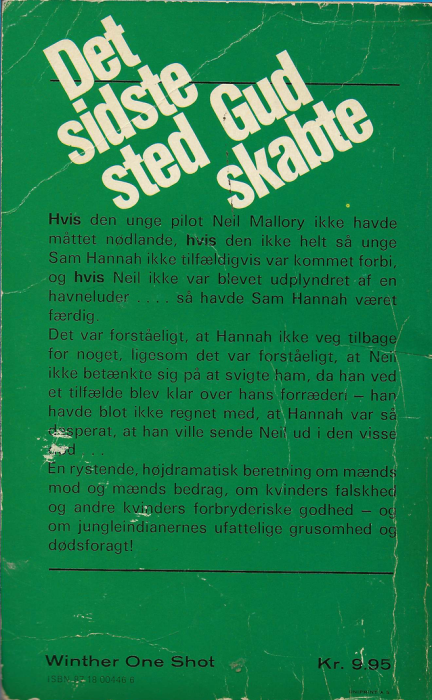 Det
sidste
sted Gud
skabte
Hvis den unge pilot Neil Mallory ikke havde
måttet nødlande, hvis den ikke helt så unge
Sam Hannah ikke tilfældigvis var kommet forbi,
og hvis Neil ikke var blevet udplyndret af en
havneluder . . . . så havde Sam Hannah været
færdig.
Det var forståeligt, at Hannah ikke veg tilbage
for noget, ligesom det var forståeligt, at Neil
ikke betænkte sig på at svigte ham, da han ved
et tilfælde blev klar over hans forræderi – han
havde blot ikke regnet med, at Hannah var så
desperat, at han ville sende Neil ud i den visse
død . . .
En rystende, højdramatisk beretning om mænds
mod og mænds bedrag, om kvinders falskhed
og andre kvinders forbryderiske godhed – og
om jungleindianernes ufattelige grusomhed og
dødsforagt!
Winther One Shot Kr. 9.95
ISBN 87 18 00446 8